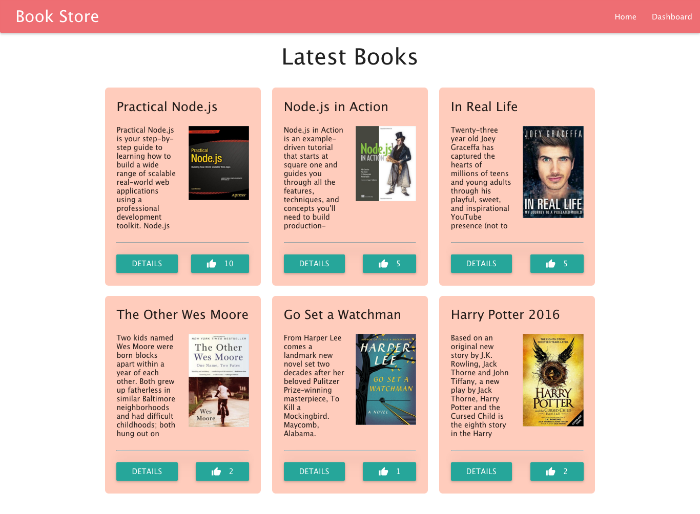 Book Store
Home
Dashboard
Latest Books
Practical Node.js
Practical Node.js
is your step-by-
step guide to
learning how to
build a wide
range of scalable
real-world web
applications
using a
professional
development
toolkit. Node.js
Practical
Node.js
DETAILS
10
Node.js in Action
Node.js in Action
is an example-
driven tutorial
that starts at
square one and
guides you
through all the
features,
techniques, and
concepts you'll
need to build
production-
Node.js
IN ACTION
DETAILS
5
In Real Life
Twenty-three
year old Joey
Graceffa has
captured the
hearts of
millions of teens
and young adults
through his
playful, sweet,
and inspirational
YouTube
presence (not to
JOEY GRACEFFA
IN REAL LIFE
MY JOURNEY TO A PIXELATED WORLD
DETAILS
5
The Other Wes Moore
Two kids named
Wes Moore were
born blocks
apart within a
year of each
other. Both grew
up fatherless in
similar Baltimore
neighborhoods
and had difficult
childhoods; both
hung out on
The Other
Wes Moore
One Name, Two Fates
Wes
Moore
DETAILS
2
Go Set a Watchman
From Harper Lee
comes a
landmark new
novel set two
decades after her
beloved Pulitzer
Prize-winning
masterpiece, To
Kill a
Mockingbird.
Maycomb,
Alabama.
HARPER
LEE
GO SET A
WATCHMAN
A NOVEL
DETAILS
1
Harry Potter 2016
Based on an
original new
story by J.K.
Rowling, Jack
Thorne and John
Tiffany, a new
play by Jack
Thorne, Harry
Potter and the
Cursed Child is
the eighth story
in the Harry
HARRY
POTTER
DETAILS
2